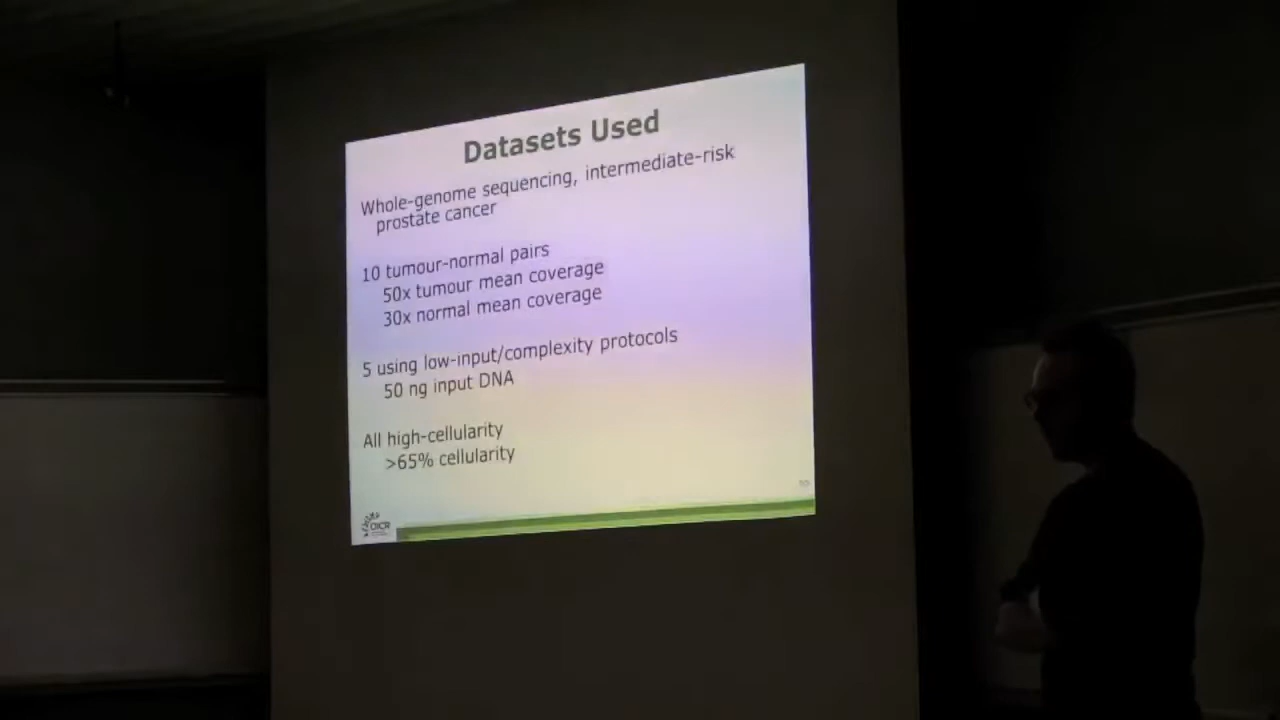 Datasets Used
Whole-genome sequencing, intermediate-risk
prostate cancer
10 tumour-normal pairs
50x tumour mean coverage
30x normal mean coverage
5 using low-input/complexity protocols
50 ng input DNA
All high-cellularity
>65% cellularity
OICR